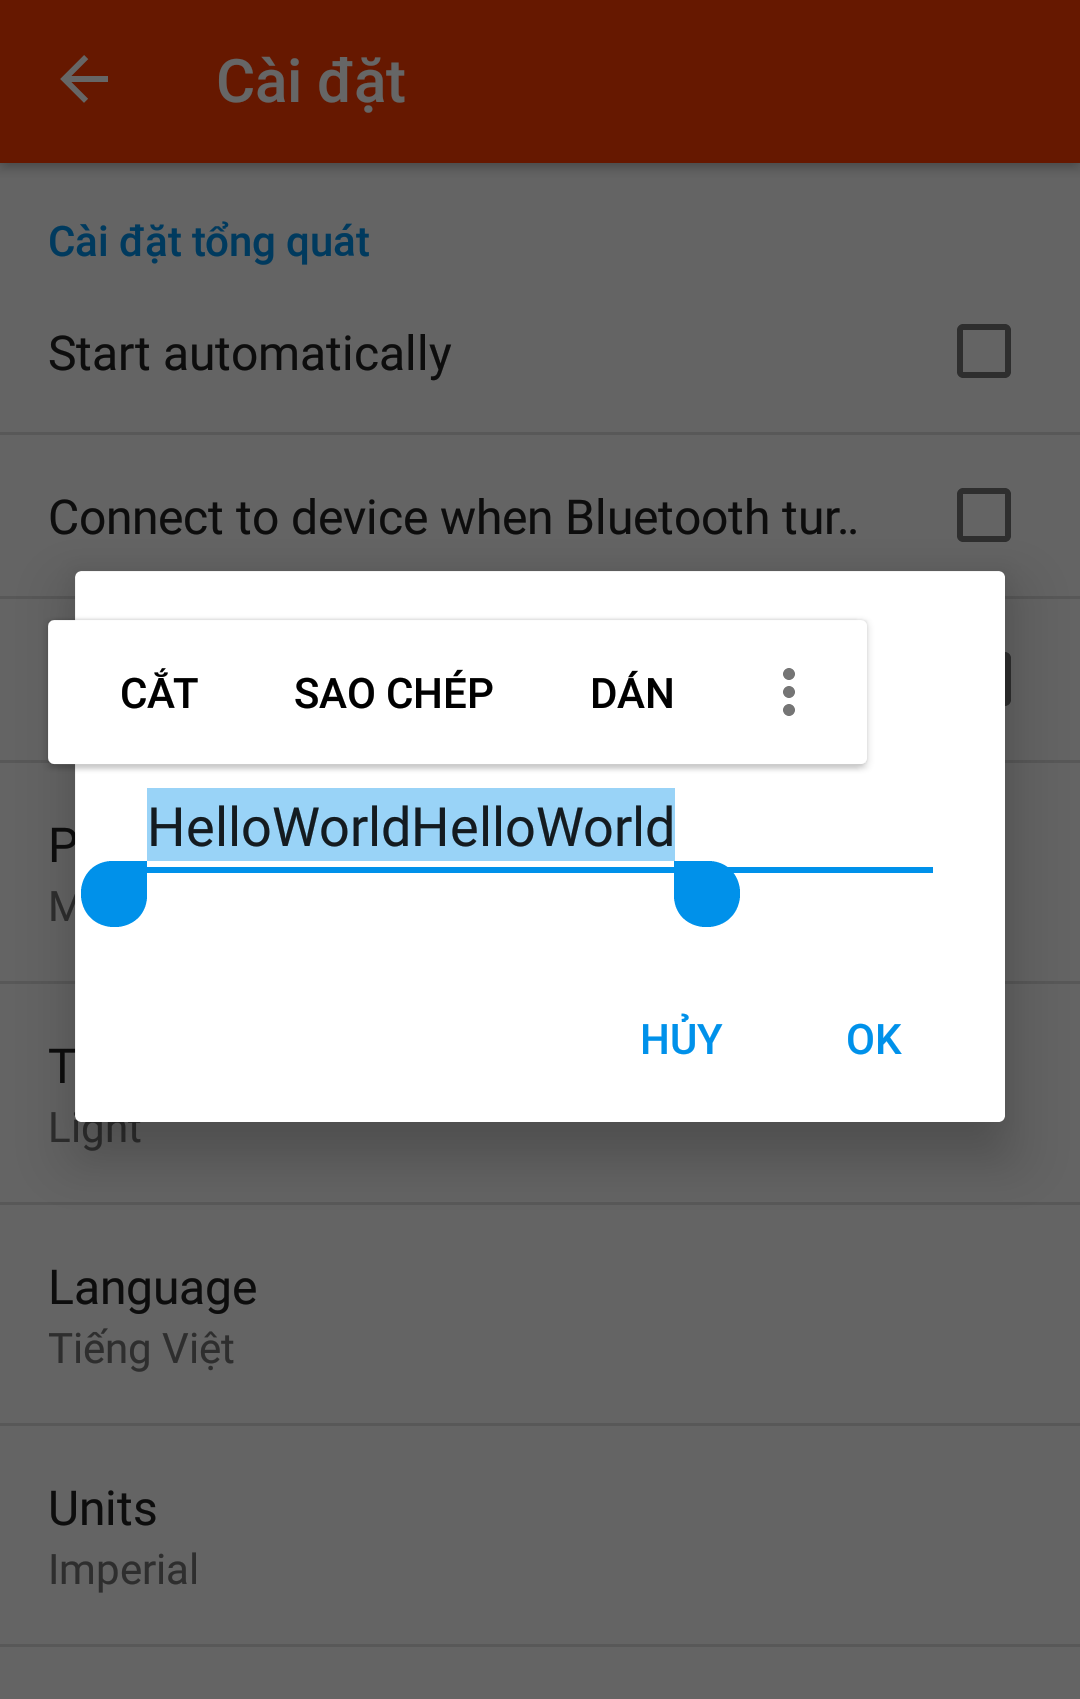 Cài đặt
Cài đặt tổng quát
Start automatically
Connect to device when Bluetooth tur..
CẮT SAO CHÉP DÁN
HelloWorldHelloWorld
HỦY OK
Light
Language
Tiếng Việt
Units
Imperial